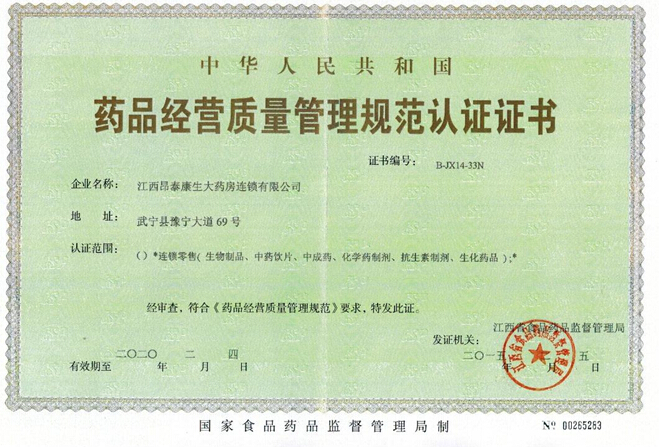 中华人民共和国
药品经营质量管理规范认证证书
证书编号： B-JX14-33N
企业名称： 江西昂泰康生大药房连锁有限公司
地 址： 武宁县豫宁大道 69 号
认证范围： （）*连锁零售( 生物制品、中药饮片、中成药、化学药制剂、抗生素制剂、生化药品 );*
经审查，符合《药品经营质量管理规范》要求，特发此证。
发证机关： 江西省食品药品监督管理局
二〇二〇 二 四 二〇一五 二 五
有效期至 年 月 日 年 月 日
国家食品药品监督管理局制
№ 00265263